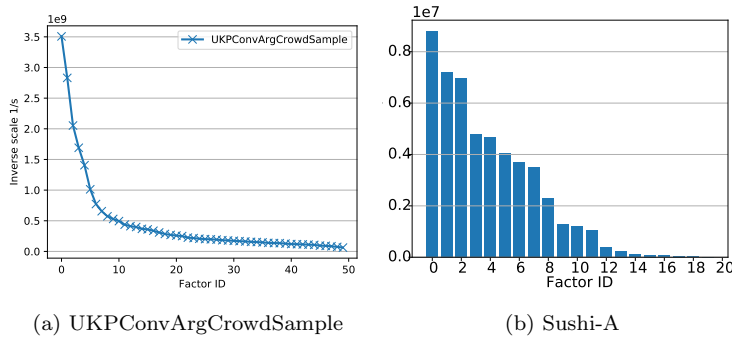 1e9
3.5
3.0
2.5
2.0
1.5
1.0
0.5
0.0
Inverse scale 1/s
UKPConvArgCrowdSample
0 10 20 30 40 50
Factor ID
(a) UKPConvArgCrowdSample
1e7
0.8
0.6
0.4
0.2
0.0
0 2 4 6 8 10 12 14 16 18 20
Factor ID
(b) Sushi-A